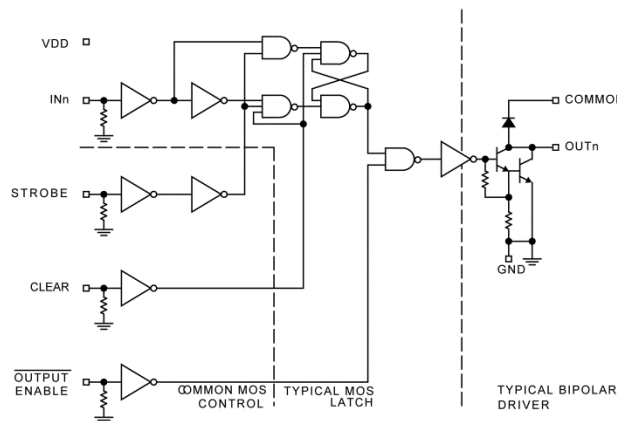 VDD
INn
COMMON
OUTn
STROBE
GND
CLEAR
OUTPUT
ENABLE
COMMON MOS
CONTROL
TYPICAL MOS
LATCH
TYPICAL BIPOLAR
DRIVER